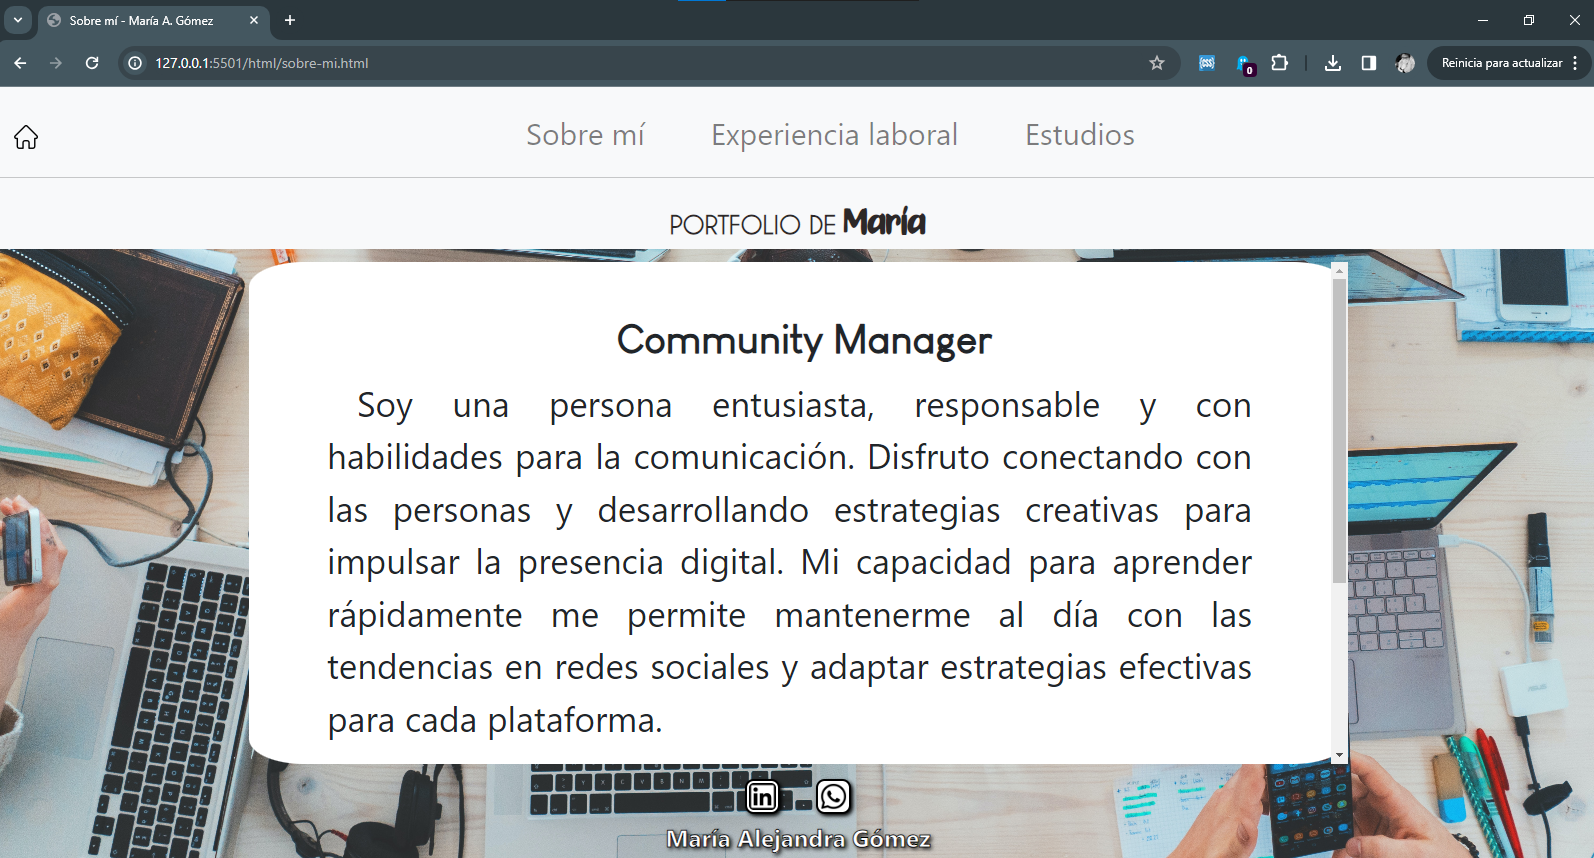 Sobre mí - María A. Gómez
127.0.0.1:5501/html/sobre-mi.html
0
Reinicia para actualizar
Sobre mí
Experiencia laboral
Estudios
PORTFOLIO DE María
Community Manager
Soy una persona entusiasta, responsable y con
habilidades para la comunicación. Disfruto conectando con
las personas y desarrollando estrategias creativas para
impulsar la presencia digital. Mi capacidad para aprender
rápidamente me permite mantenerme al día con las
tendencias en redes sociales y adaptar estrategias efectivas
para cada plataforma.
in
María Alejandra Gómez